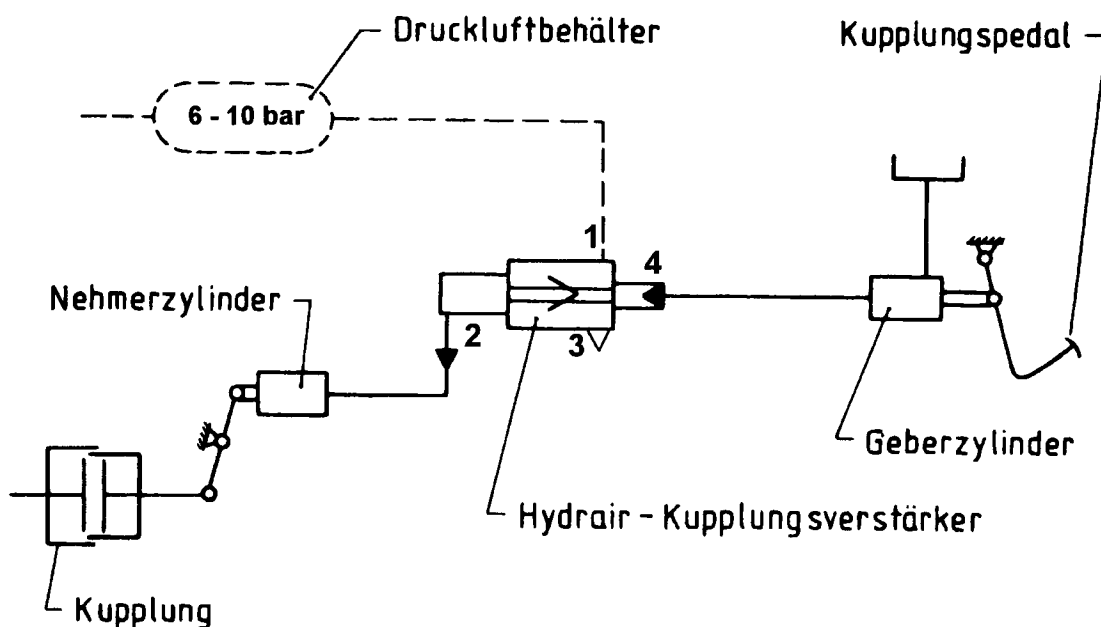 Druckluftbehälter
Kupplungspedal
6 - 10 bar
1
4
Nehmerzylinder
2
3
Geberzylinder
Hydrair - Kupplungsverstärker
Kupplung